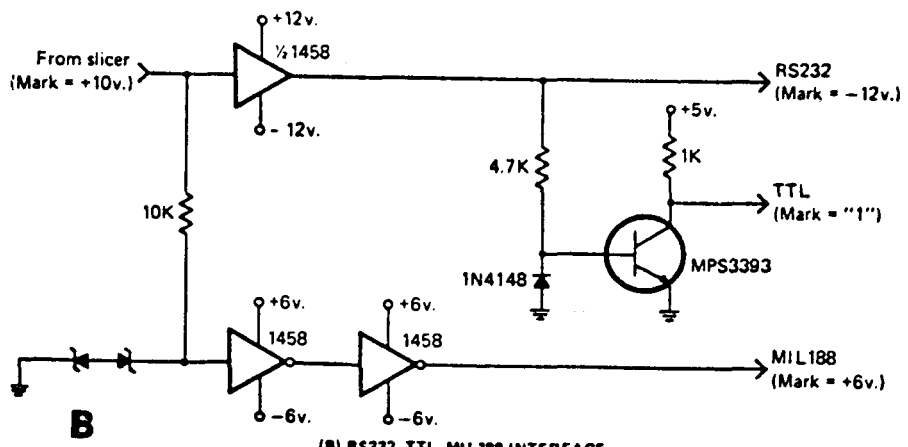 +12v.
½ 1458
From slicer
(Mark = +10v.)
- 12v.
RS232
(Mark = -12v.)
+5v.
4.7K
1K
TTL
(Mark = "1")
10K
MPS3393
1N4148
+6v.
+6v.
1458
1458
MIL188
(Mark = +6v.)
-6v.
-6v.
B
(B) RS232, TTL, MIL188 INTERFACE